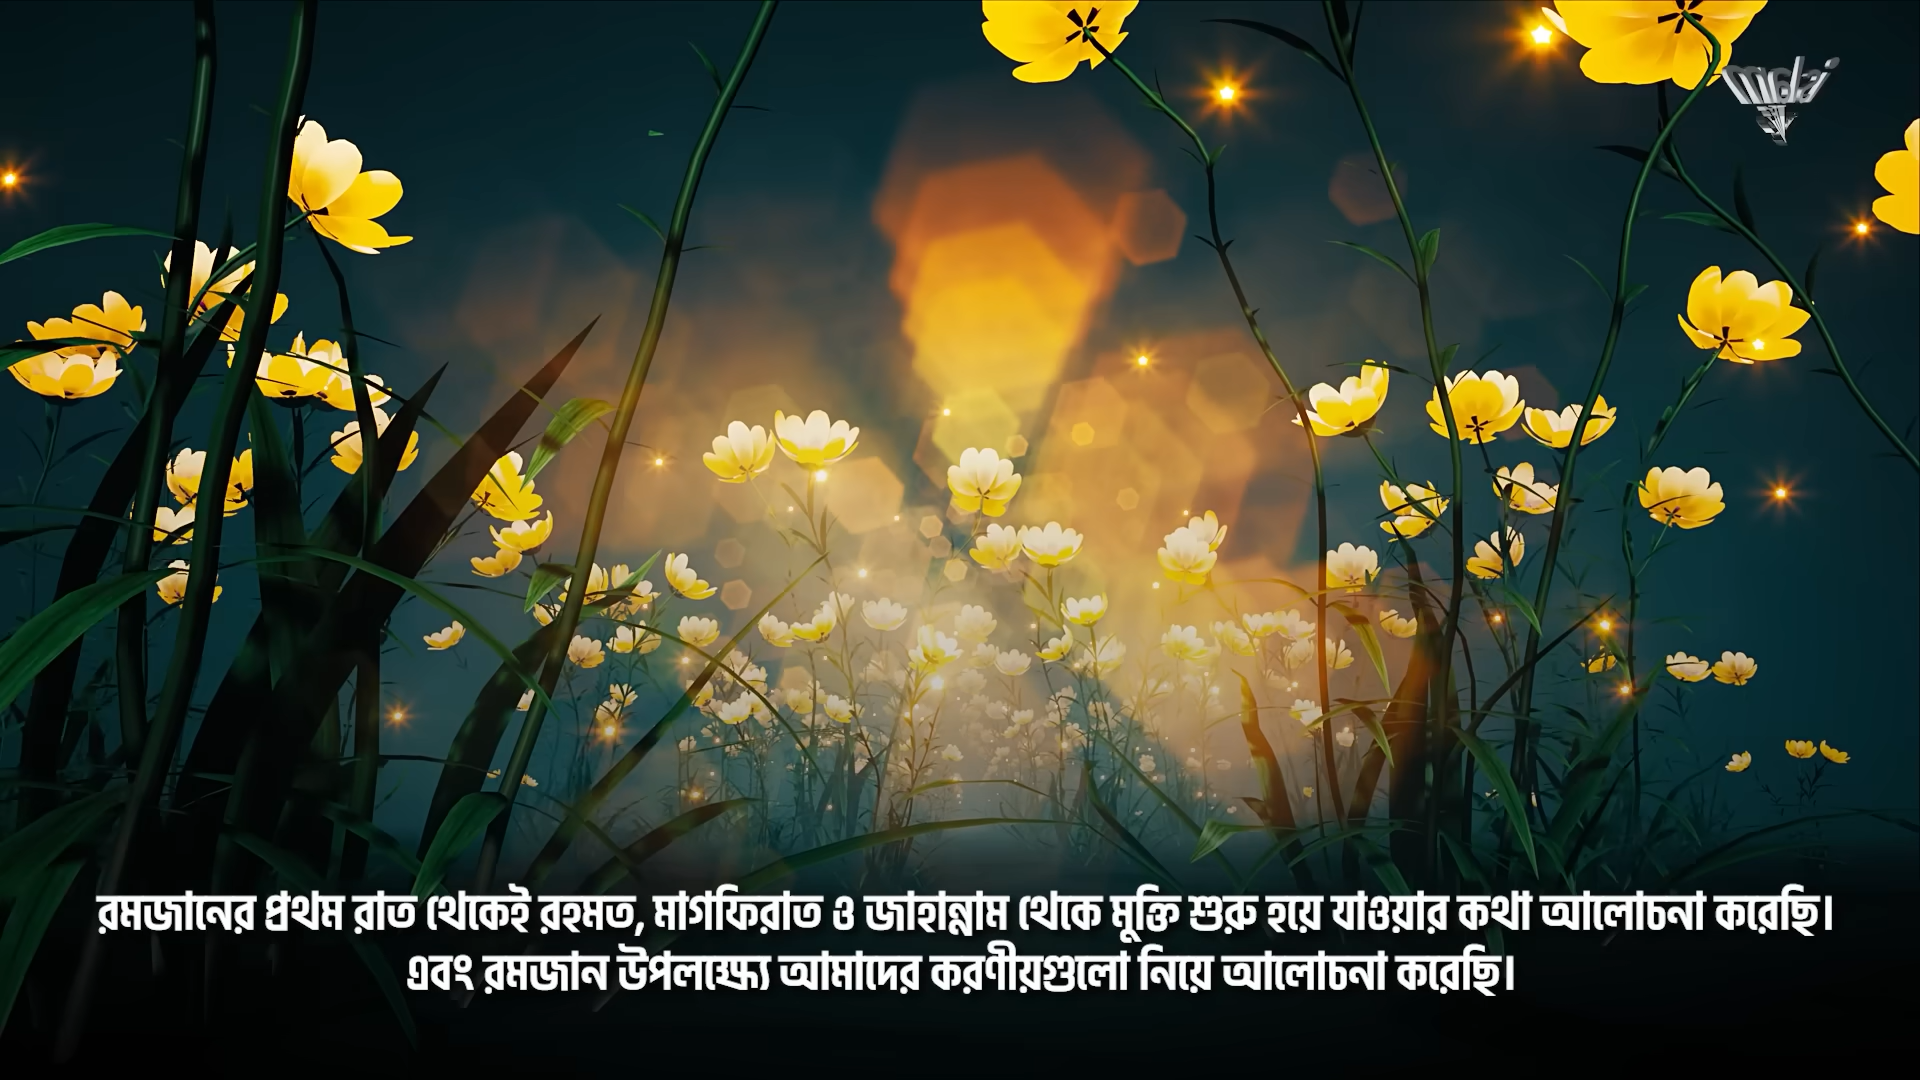 রমজানের প্রথম রাত থেকেই রহমত, মাগফিরাত ও জাহান্নাম থেকে মুক্তি শুরু হয়ে যাওয়ার কথা আলোচনা করেছি।
এবং রমজান উপলক্ষ্যে আমাদের করণীয়গুলো নিয়ে আলোচনা করেছি।